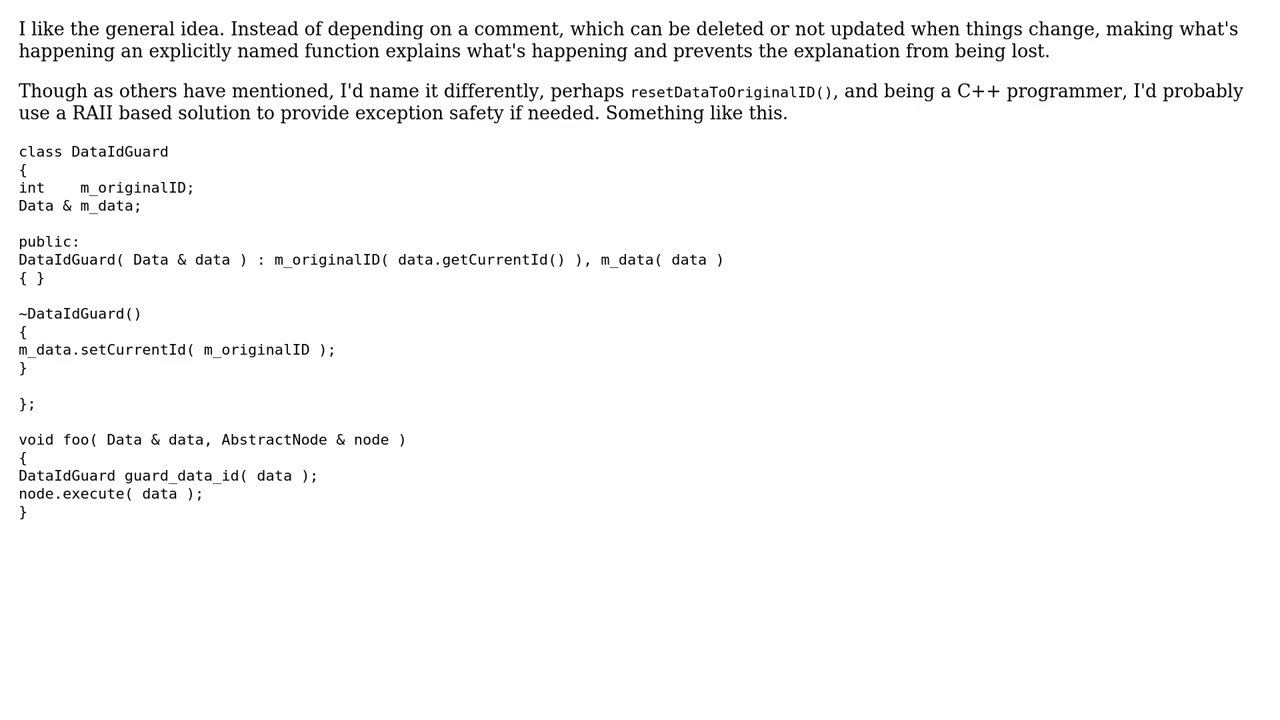 I like the general idea. Instead of depending on a comment, which can be deleted or not updated when things change, making what's
happening an explicitly named function explains what's happening and prevents the explanation from being lost.
Though as others have mentioned, I'd name it differently, perhaps resetDataToOriginalID(), and being a C++ programmer, I'd probably
use a RAII based solution to provide exception safety if needed. Something like this.
class DataIdGuard
{
int    m_originalID;
Data & m_data;
public:
DataIdGuard( Data & data ) : m_originalID( data.getCurrentId() ), m_data( data )
{ }
~DataIdGuard()
{
m_data.setCurrentId( m_originalID );
}
};
void foo( Data & data, AbstractNode & node )
{
DataIdGuard guard_data_id( data );
node.execute( data );
}